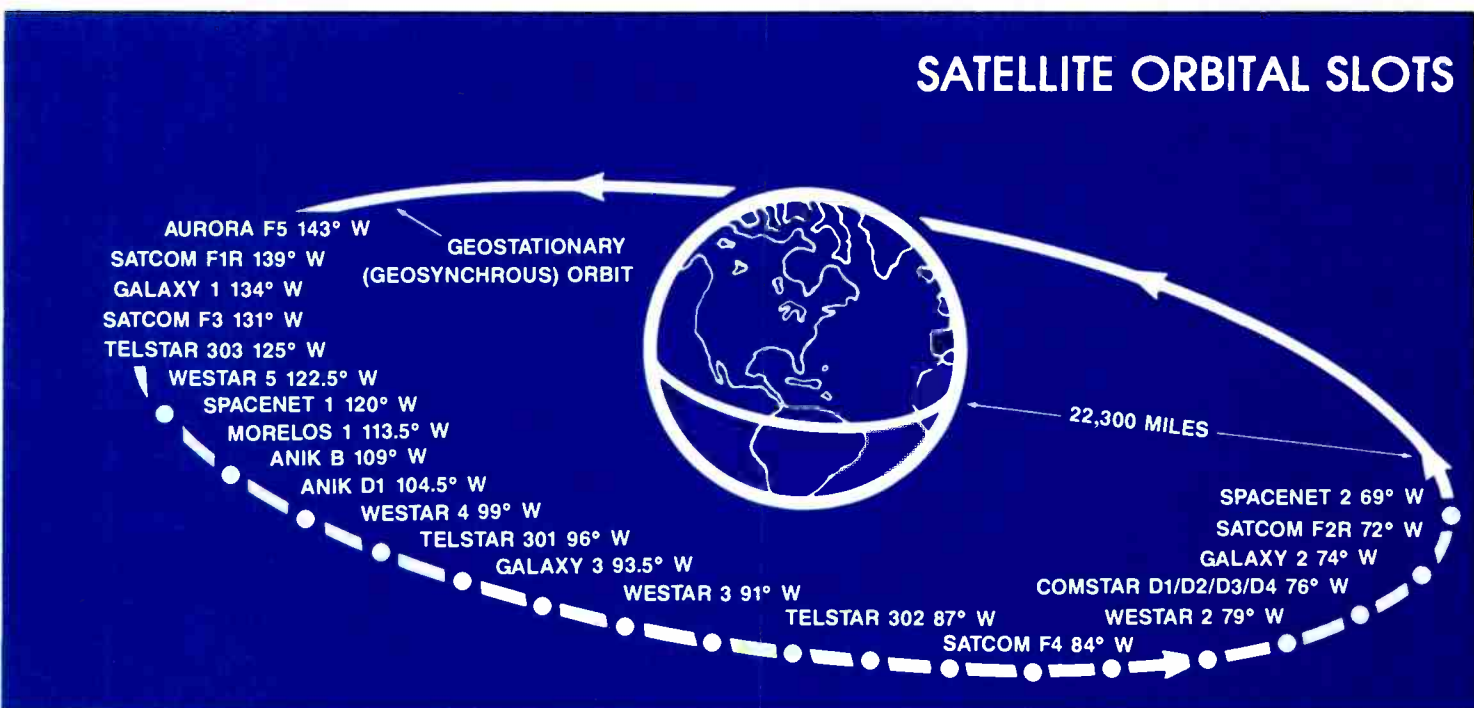 SATELLITE ORBITAL SLOTS
AURORA F5 143° W
SATCOM F1R 139° W
GALAXY 1 134° W
SATCOM F3 131° W
TELSTAR 303 125° W
WESTAR 5 122.5° W
SPACENET 1 120° W
MORELOS 1 113.5° W
ANIK B 109° W
ANIK D1 104.5° W
WESTAR 4 99° W
TELSTAR 301 96° W
GALAXY 3 93.5° W
WESTAR 3 91° W
TELSTAR 302 87° W
SATCOM F4 84° W
WESTAR 2 79° W
COMSTAR D1/D2/D3/D4 76° W
GALAXY 2 74° W
SATCOM F2R 72° W
SPACENET 2 69° W
GEOSTATIONARY
(GEOSYNCHROUS) ORBIT
22,300 MILES